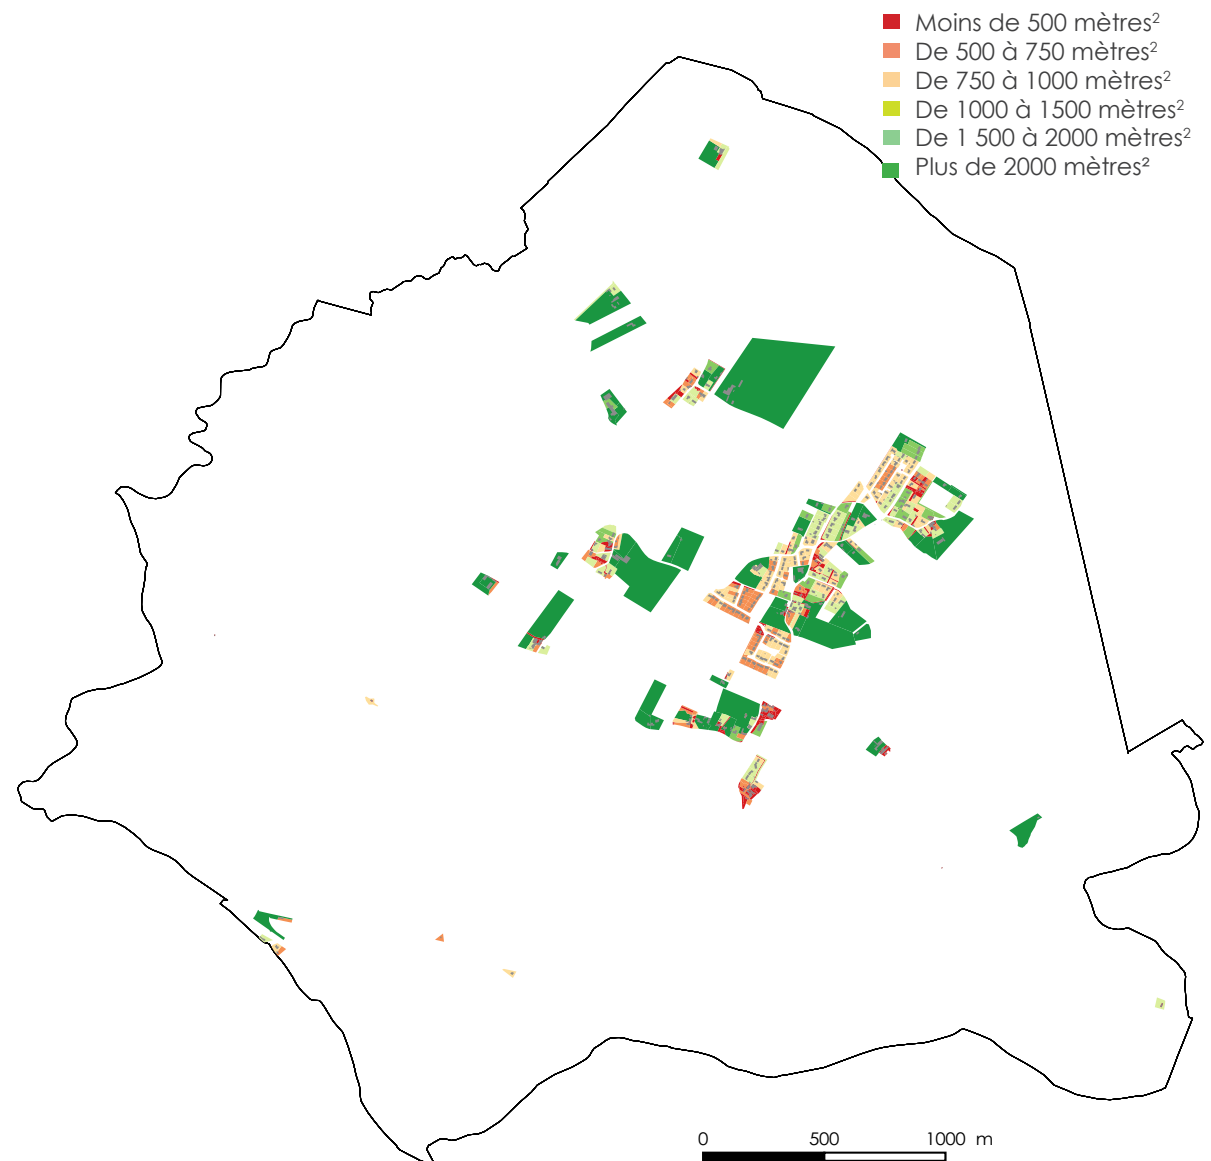 Moins de 500 mètres²
De 500 à 750 mètres²
De 750 à 1000 mètres²
De 1000 à 1500 mètres²
De 1 500 à 2000 mètres²
Plus de 2000 mètres²
0 500 1000 m